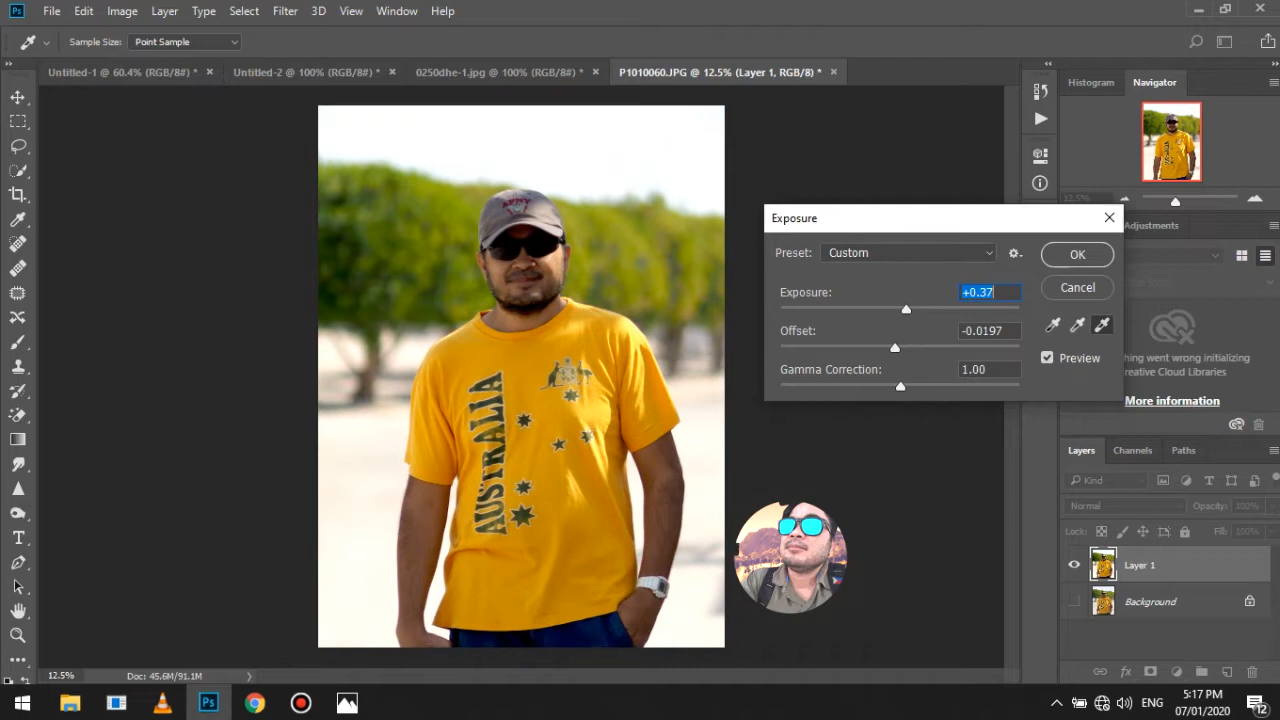 Ps File Edit Image Layer Type Select Filter 3D View Window Help
Sample Size: Point Sample
Untitled-1 @ 60.4% (RGB/8#) * × Untitled-2 @ 100% (RGB/8#) * × 0250dhe-1.jpg @ 100% (RGB/8#) * × P1010060.JPG @ 12.5% (Layer 1, RGB/8) * ×
Histogram Navigator
12.5%
Adjustments
ARMY
AUSTRALIA
Exposure
Preset: Custom
OK
Exposure: +0.37
Cancel
Offset: -0.0197
Preview
Gamma Correction: 1.00
hing went wrong initializing
reative Cloud Libraries
More information
Layers Channels Paths
Kind
Normal Opacity: 100%
Lock: Fill: 100%
Layer 1
Background
T
12.5% Doc: 45.6M/91.1M
Ps
ENG
5:17 PM
07/01/2020
12